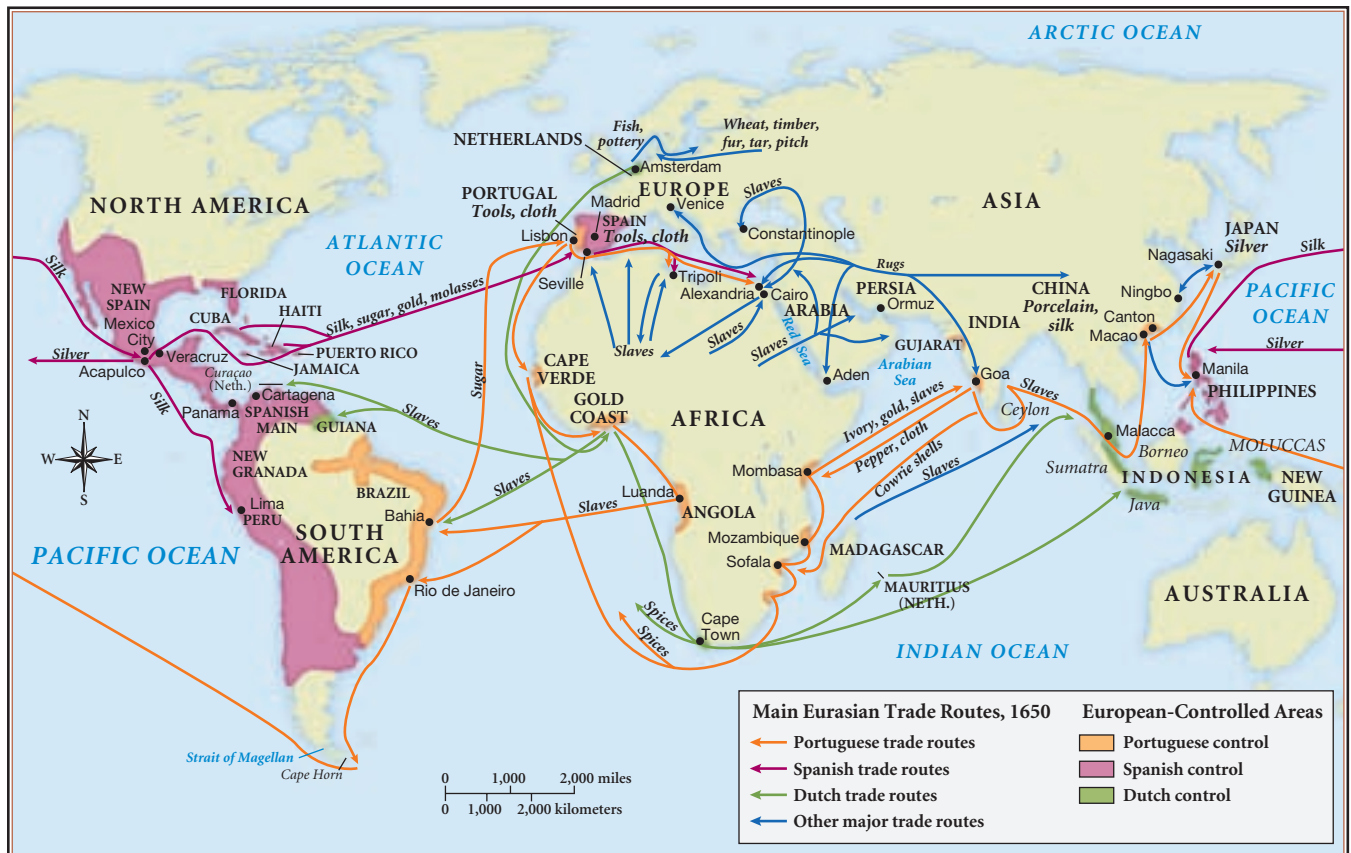 ARCTIC OCEAN
NETHERLANDS
Fish,
pottery
Wheat, timber,
fur, tar, pitch
Amsterdam
NORTH AMERICA
ATLANTIC
OCEAN
PORTUGAL
Tools, cloth
EUROPE
Madrid
Venice
SPAIN
Tools, cloth
Lisbon
Slaves
Constantinople
ASIA
JAPAN
Silver
Nagasaki
Silk
Silk
NEW
SPAIN
FLORIDA
Seville
Tripoli
Alexandria
Cairo
Rugs
PERSIA
Ormuz
ARABIA
CHINA
Porcelain,
silk
Ningbo
Canton
Macao
PACIFIC
OCEAN
Mexico
City
CUBA
HAITI
Silk, sugar, gold, molasses
Slaves
Slaves
Slaves
Red Sea
INDIA
GUJARAT
Silver
Veracruz
PUERTO RICO
JAMAICA
Silver
Acapulco
Curaçao
(Neth.)
Cartagena
Panama
SPANISH
MAIN
GUIANA
Silk
Sugar
Slaves
CAPE
VERDE
GOLD
COAST
AFRICA
Aden
Arabian
Sea
Goa
Slaves
Ceylon
Manila
PHILIPPINES
N
W
E
S
NEW
GRANADA
Ivory, gold, slaves
Pepper, cloth
Cowrie shells
Slaves
Mombasa
Malacca
Borneo
MOLUCCAS
Sumatra
INDONESIA
Java
NEW
GUINEA
BRAZIL
Slaves
Lima
PERU
Bahia
Luanda
ANGOLA
Slaves
SOUTH
AMERICA
PACIFIC OCEAN
Mozambique
Sofala
MADAGASCAR
MAURITIUS
(NETH.)
Rio de Janeiro
AUSTRALIA
Spices
Spices
Cape
Town
INDIAN OCEAN
Strait of Magellan
Cape Horn
0 1,000 2,000 miles
0 1,000 2,000 kilometers
Main Eurasian Trade Routes, 1650
Portuguese trade routes
Spanish trade routes
Dutch trade routes
Other major trade routes
European-Controlled Areas
Portuguese control
Spanish control
Dutch control